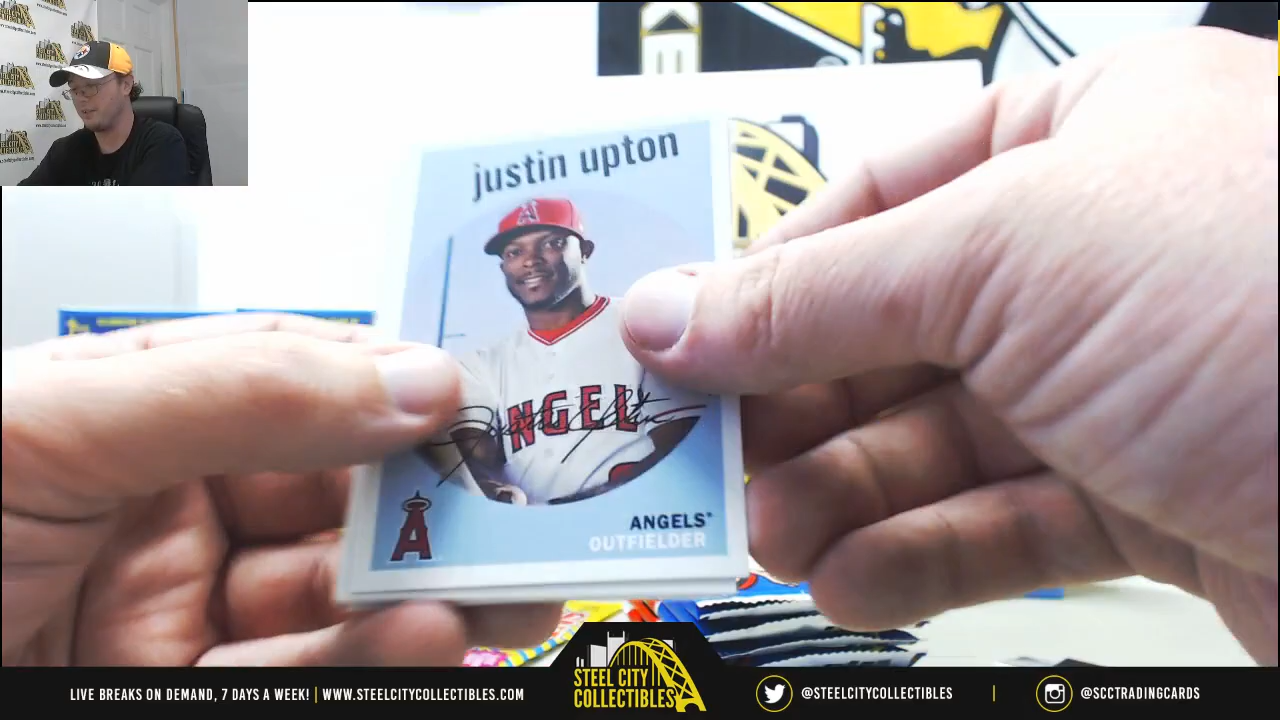 justin upton
ANGEL
ANGELS
OUTFIELDER
A
LIVE BREAKS ON DEMAND, 7 DAYS A WEEK! | WWW.STEELCITYCOLLECTIBLES.COM
STEEL CITY
COLLECTIBLES
@STEELCITYCOLLECTIBLES | @SCCTRADINGCARDS